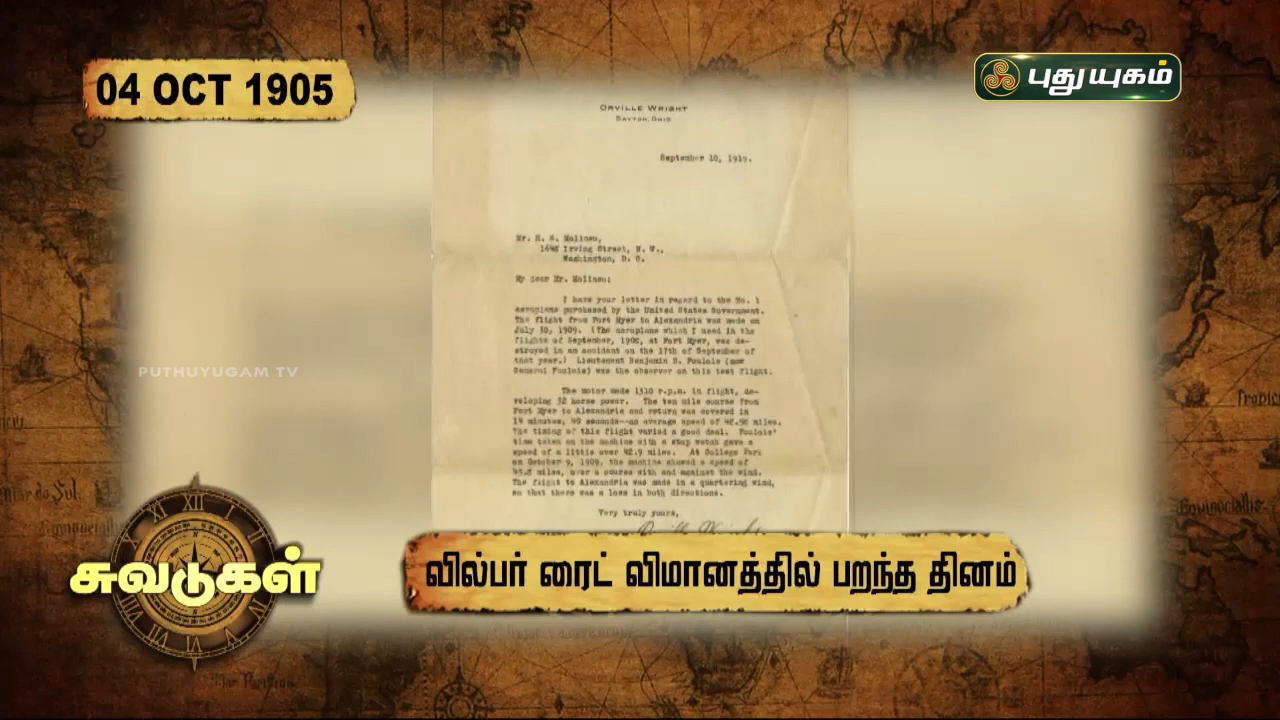 04 OCT 1905
புதுயுகம்
ORVILLE WRIGHT
DAYTON, OHIO
September 10, 1919.
Mr. H. S. Molineu,
Irving Street, N. W.,
Washington, D. C.
My dear Mr. Molineu:
I have your letter in regard to the No. 1
aeroplane purchased by the United States Government.
The flight from Fort Myer to Alexandria was made on
July 30, 1909. (The aeroplane which I used in the
flights of September, 1908, at Fort Myer, was de-
stroyed in an accident on the 17th of September of
that year.) Lieutenant Benjamin D. Foulois (now
General Foulois) was the observer on this test flight.
PUTHUYUGAM TV
The motor made 1310 r.p.m. in flight, de-
veloping 32 horse power. The ten mile course from
Fort Myer to Alexandria and return was covered in
14 minutes, 40 seconds--an average speed of 42.58 miles.
The timing of this flight varied a good deal. Foulois'
time taken on the machine with a stop watch gave a
speed of a little over 42.9 miles. At College Park
on October 9, 1909, the machine showed a speed of
miles, over a course with and against the wind.
The flight to Alexandria was made in a quartering wind,
so that there was a loss in both directions.
Very truly yours,
சுவடுகள்
வில்பர் ரைட் விமானத்தில் பறந்த தினம்